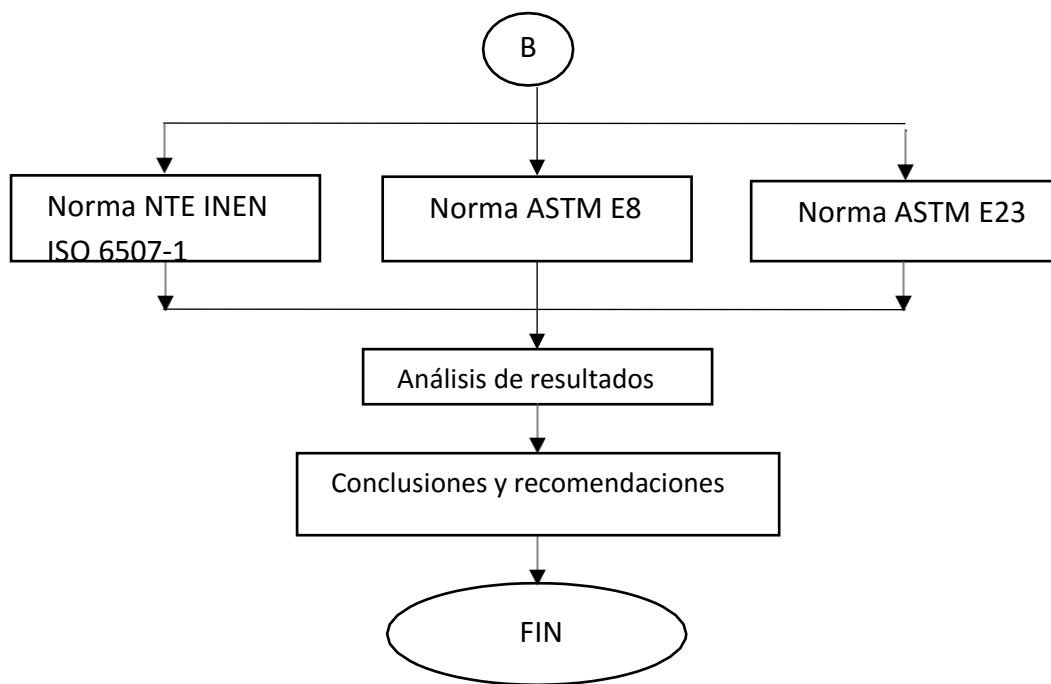 B
Norma NTE INEN
ISO 6507-1
Norma ASTM E8
Norma ASTM E23
Análisis de resultados
Conclusiones y recomendaciones
FIN